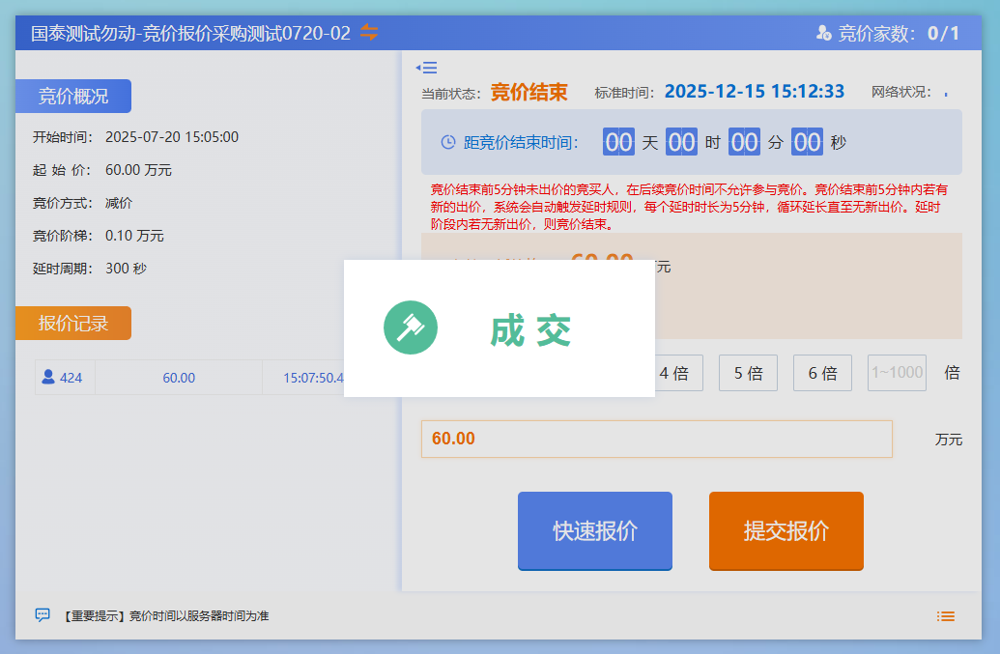 国泰测试勿动-竞价报价采购测试0720-02
竞价家数： 0/1
竞价概况
开始时间： 2025-07-20 15:05:00
起 始 价： 60.00 万元
竞价方式： 减价
竞价阶梯： 0.10 万元
延时周期： 300 秒
报价记录
424 60.00 15:07:50.4
当前状态： 竞价结束 标准时间： 2025-12-15 15:12:33 网络状况：
距竞价结束时间： 00 天 00 时 00 分 00 秒
竞价结束前5分钟未出价的竞买人，在后续竞价时间不允许参与竞价。竞价结束前5分钟内若有
新的出价，系统会自动触发延时规则，每个延时时长为5分钟，循环延长直至无新出价。延时
阶段内若无新出价，则竞价结束。
60.00 元
成 交
4 倍 5 倍 6 倍 1~1000 倍
60.00 万元
快速报价 提交报价
【重要提示】竞价时间以服务器时间为准